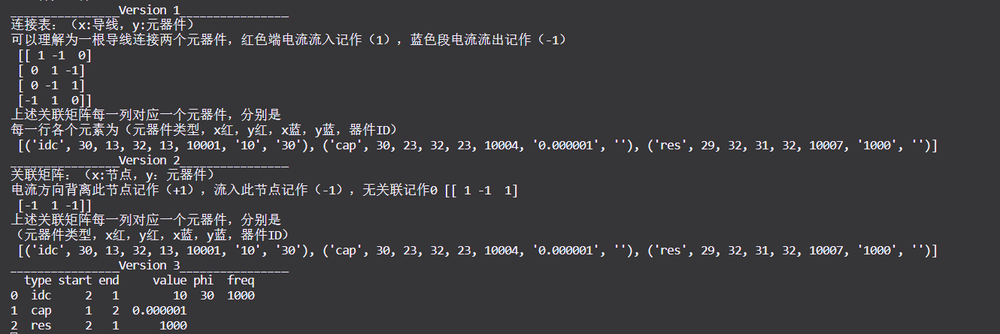 ________________Version 1________________
连接表：（x:导线，y:元器件）
可以理解为一根导线连接两个元器件，红色端电流流入记作（1），蓝色段电流流出记作（-1）
[[ 1 -1  0]
[ 0  1 -1]
[ 0 -1  1]
[-1  1  0]]
上述关联矩阵每一列对应一个元器件，分别是
每一行各个元素为（元器件类型，x红，y红，x蓝，y蓝，器件ID）
[('idc', 30, 13, 32, 13, 10001, '10', '30'), ('cap', 30, 23, 32, 23, 10004, '0.000001', ''), ('res', 29, 32, 31, 32, 10007, '1000', '')]
________________Version 2________________
关联矩阵：（x:节点，y：元器件）
电流方向背离此节点记作（+1），流入此节点记作（-1），无关联记作0 [[ 1 -1  1]
[-1  1 -1]]
上述关联矩阵每一列对应一个元器件，分别是
（元器件类型，x红，y红，x蓝，y蓝，器件ID）
[('idc', 30, 13, 32, 13, 10001, '10', '30'), ('cap', 30, 23, 32, 23, 10004, '0.000001', ''), ('res', 29, 32, 31, 32, 10007, '1000', '')]
________________Version 3________________
type start end     value phi  freq
0  idc     2   1        10  30  1000
1  cap     1   2  0.000001
2  res     2   1      1000